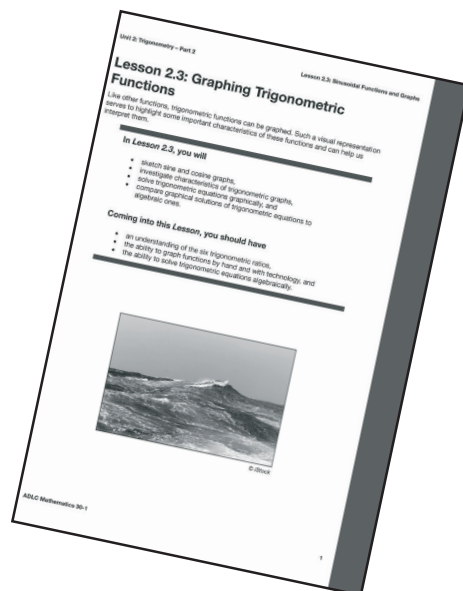 Unit 2: Trigonometry – Part 2
Lesson 2.3: Sinusoidal Functions and Graphs
Lesson 2.3: Graphing Trigonometric
Functions
Like other functions, trigonometric functions can be graphed. Such a visual representation
serves to highlight some important characteristics of these functions and can help us
interpret them.
In Lesson 2.3, you will
• sketch sine and cosine graphs,
• investigate characteristics of trigonometric graphs,
• solve trigonometric equations graphically, and
• compare graphical solutions of trigonometric equations to
algebraic ones.
Coming into this Lesson, you should have
• an understanding of the six trigonometric ratios,
• the ability to graph functions by hand and with technology, and
• the ability to solve trigonometric equations algebraically.
© iStock
ADLC Mathematics 30-1
1